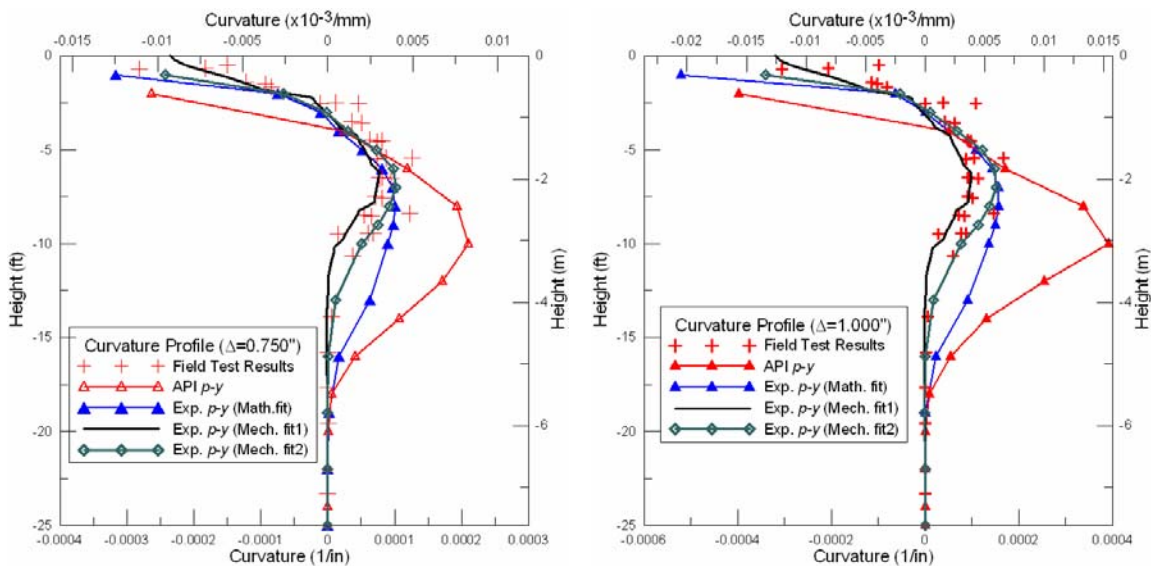 Curvature (x10-3/mm)
-0.015 -0.01 -0.005 0 0.005 0.01
0 -5 -10 -15 -20 -25
Height (ft)
0 -2 -4 -6
Height (m)
Curvature Profile (Δ=0.750")
Field Test Results
API p-y
Exp. p-y (Math.fit)
Exp. p-y (Mech. fit1)
Exp. p-y (Mech. fit2)
-0.0004 -0.0003 -0.0002 -0.0001 0 0.0001 0.0002 0.0003
Curvature (1/in)
Curvature (x10-3/mm)
-0.02 -0.015 -0.01 -0.005 0 0.005 0.01 0.015
0 -5 -10 -15 -20 -25
Height (ft)
0 -2 -4 -6
Height (m)
Curvature Profile (Δ=1.000")
Field Test Results
API p-y
Exp. p-y (Math.fit)
Exp. p-y (Mech. fit1)
Exp. p-y (Mech. fit2)
-0.0006 -0.0004 -0.0002 0 0.0002 0.0004
Curvature (1/in)